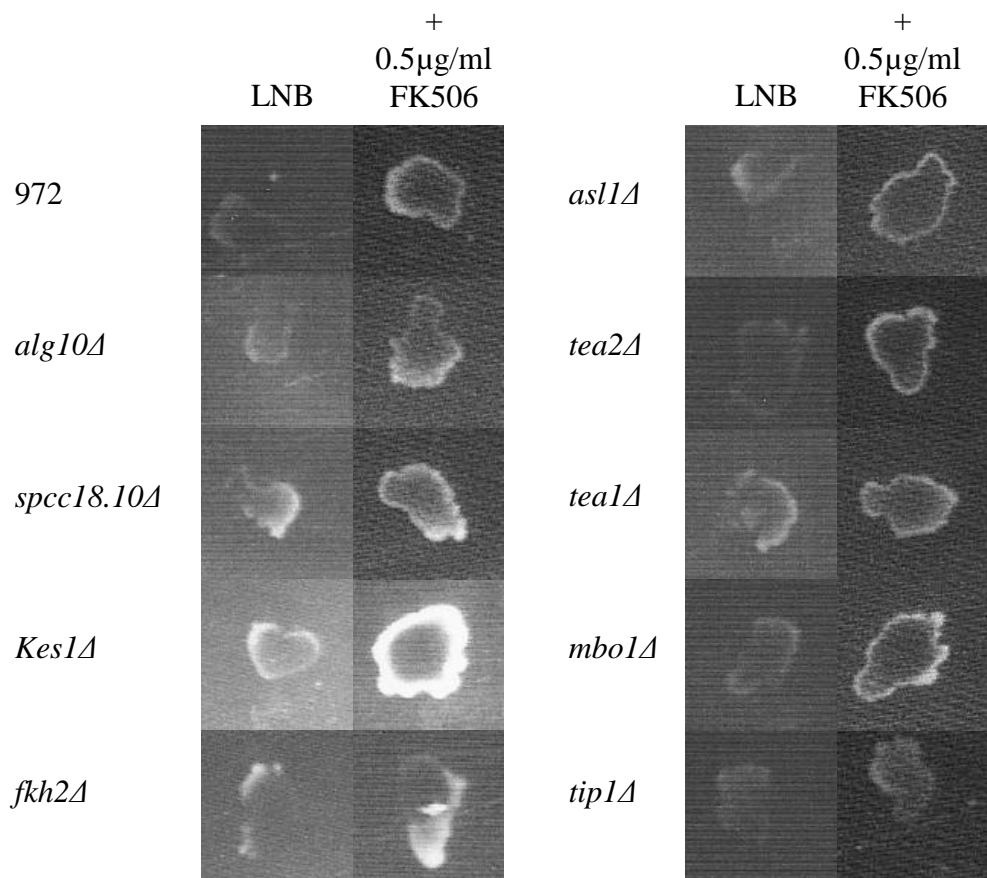 +
0.5µg/ml
LNB FK506
972
alg10Δ
spcc18.10Δ
Kes1Δ
fkh2Δ
+
0.5µg/ml
LNB FK506
asl1Δ
tea2Δ
tea1Δ
mbo1Δ
tip1Δ